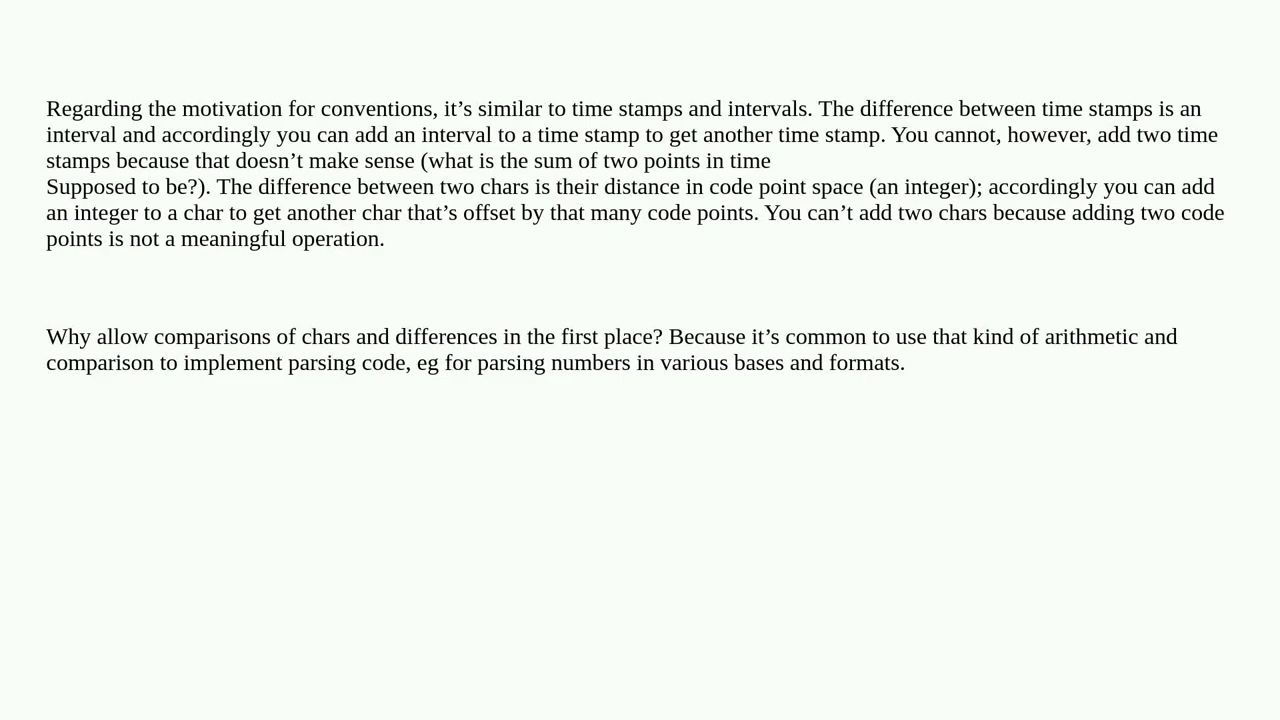 Regarding the motivation for conventions, it’s similar to time stamps and intervals. The difference between time stamps is an
interval and accordingly you can add an interval to a time stamp to get another time stamp. You cannot, however, add two time
stamps because that doesn’t make sense (what is the sum of two points in time
Supposed to be?). The difference between two chars is their distance in code point space (an integer); accordingly you can add
an integer to a char to get another char that’s offset by that many code points. You can’t add two chars because adding two code
points is not a meaningful operation.
Why allow comparisons of chars and differences in the first place? Because it’s common to use that kind of arithmetic and
comparison to implement parsing code, eg for parsing numbers in various bases and formats.